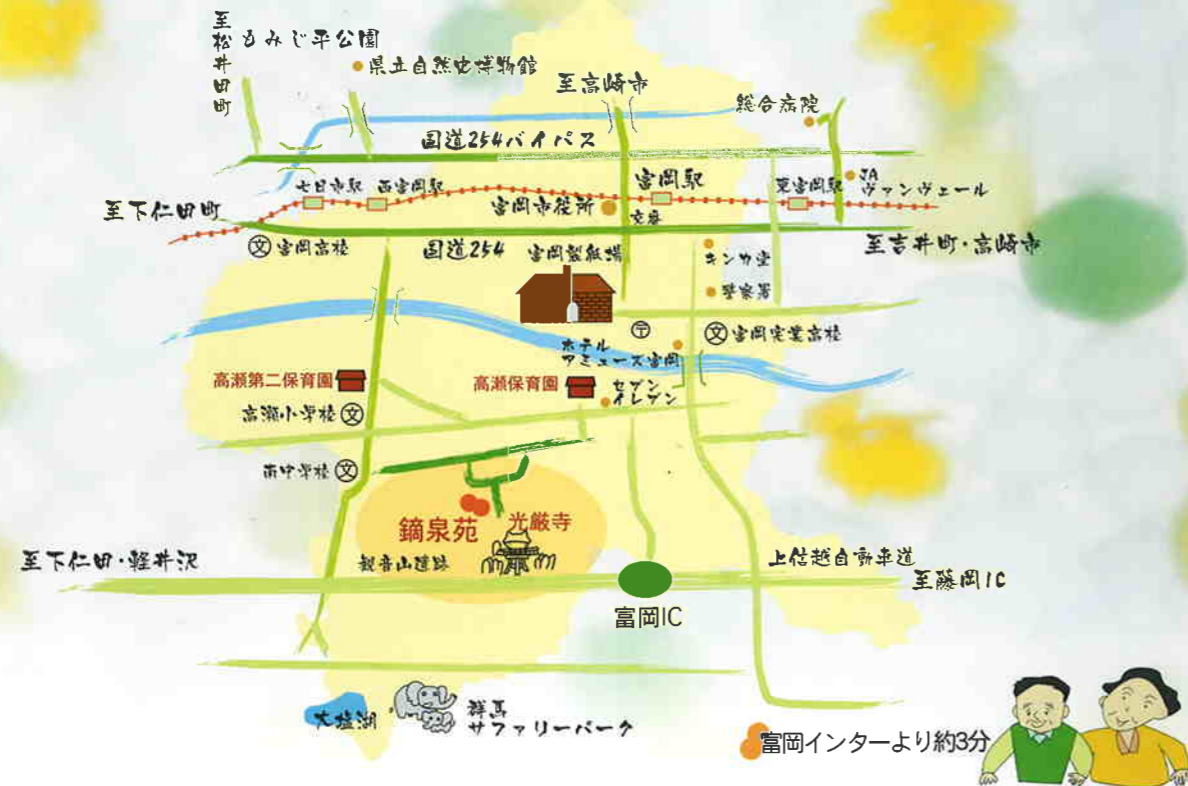 至松井田町
もみじ平公園
県立自然史博物館
至高崎市
総合病院
国道254バイパス
七日市駅
西富岡駅
富岡駅
東富岡駅
JA
ヴァンヴェール
至下仁田町
富岡市役所
文房
文
富岡高校
国道254
富岡製糸場
キンカ堂
至吉井町・高崎市
警察署
〒
文
富岡実業高校
ホテル
アミューズ富岡
高瀬第二保育園
高瀬保育園
セブン
イレブン
高瀬小学校
文
南中学校
文
鏑泉苑
光厳寺
観音山遺跡
至下仁田・軽井沢
上信越自動車道
至藤岡IC
富岡IC
大塩湖
群馬
サファリーパーク
富岡インターより約3分